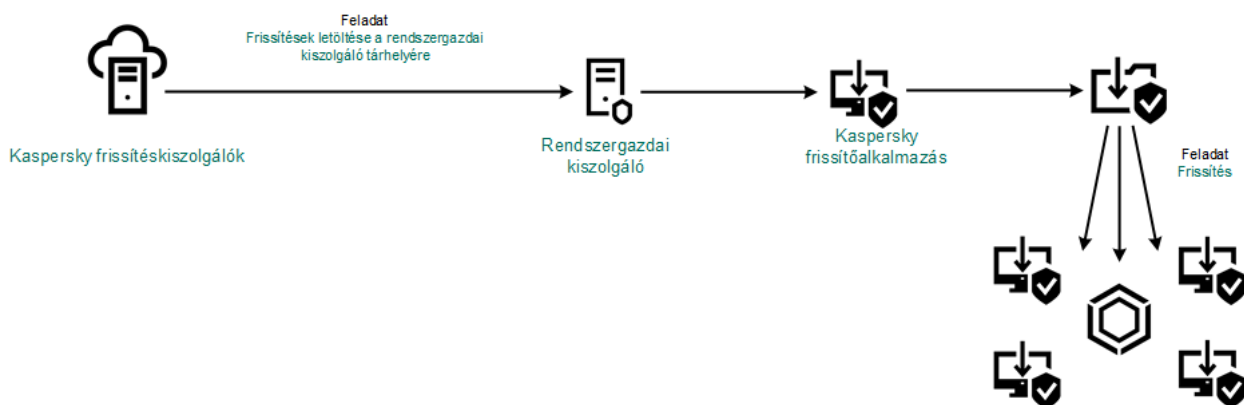 Feladat
Frissítések letöltése a rendszergazdai
kiszolgáló tárhelyére
Kaspersky frissítéskiszolgálók
Rendszergazdai
kiszolgáló
Kaspersky
frissítőalkalmazás
Feladat
Frissítés